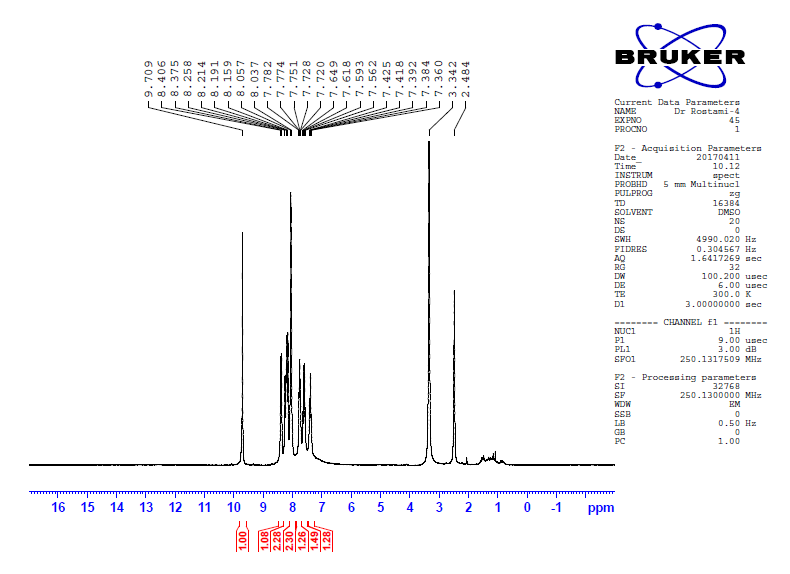 BRUKER
9.709
8.406
8.375
8.258
8.214
8.191
8.159
8.057
8.037
7.782
7.774
7.751
7.728
7.720
7.649
7.618
7.593
7.562
7.425
7.418
7.392
7.384
7.360
3.342
2.484
Current Data Parameters
NAME Dr Rostami-4
EXPNO 45
PROCNO 1
F2 - Acquisition Parameters
Date_ 20170411
Time 10.12
INSTRUM spect
PROBHD 5 mm Multinucl
PULPROG zg
TD 16384
SOLVENT DMSO
NS 20
DS 0
SWH 4990.020 Hz
FIDRES 0.304567 Hz
AQ 1.6417269 sec
RG 32
DW 100.200 usec
DE 6.00 usec
TE 300.0 K
D1 3.00000000 sec
======== CHANNEL f1 ========
NUC1 1H
P1 9.00 usec
PL1 3.00 dB
SFO1 250.1317509 MHz
F2 - Processing parameters
SI 32768
SF 250.1300000 MHz
WDW EM
SSB 0
LB 0.50 Hz
GB 0
PC 1.00
16 15 14 13 12 11 10 9 8 7 6 5 4 3 2 1 0 -1 ppm
1.00
1.08
2.28
2.30
1.26
1.49
1.28